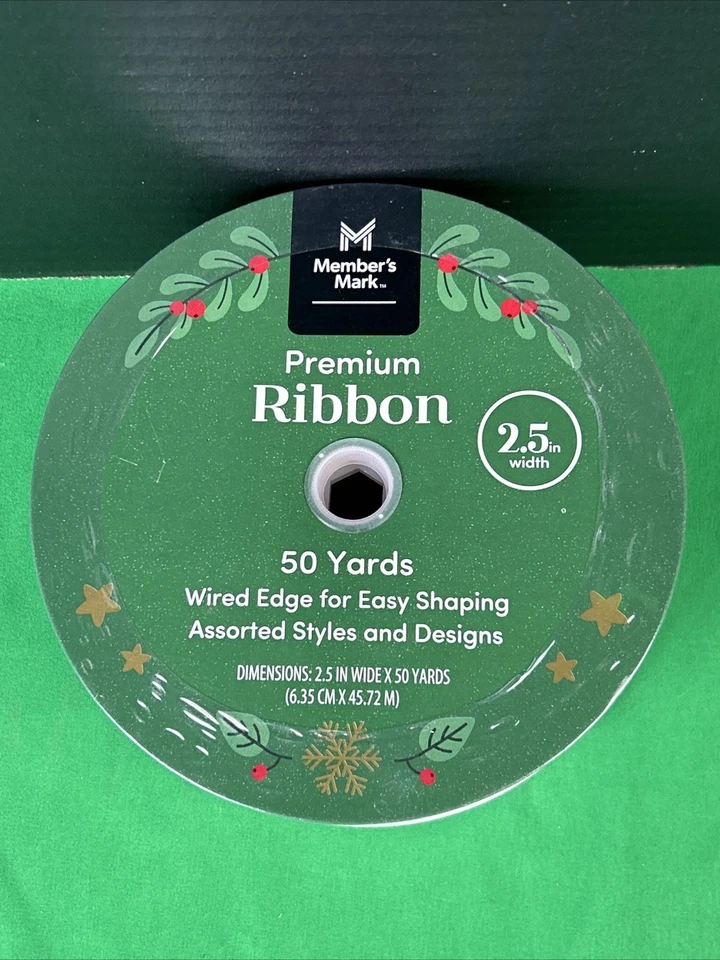 Member's
Mark™
Premium
Ribbon
2.5in
width
50 Yards
Wired Edge for Easy Shaping
Assorted Styles and Designs
DIMENSIONS: 2.5 IN WIDE X 50 YARDS
(6.35 CM X 45.72 M)